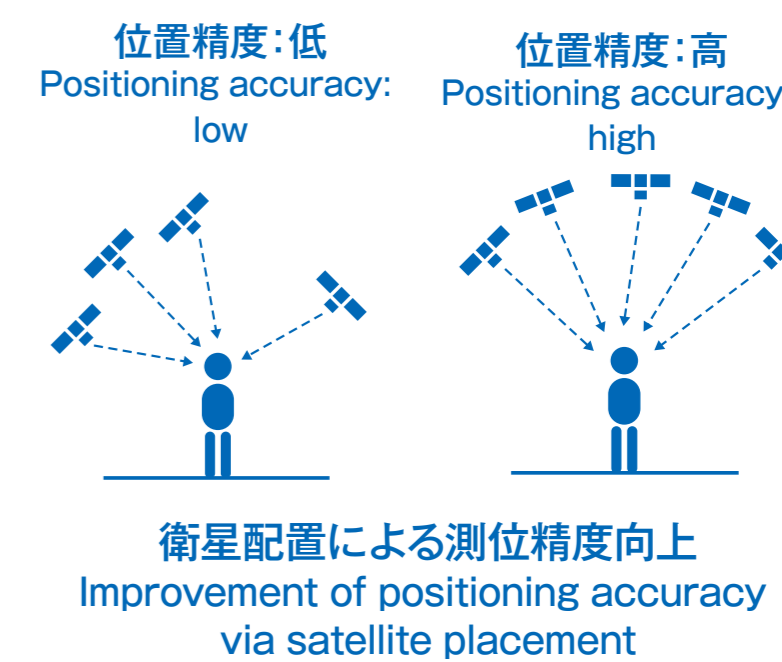 位置精度:低
Positioning accuracy:
low
位置精度:高
Positioning accuracy
high
衛星配置による測位精度向上
Improvement of positioning accuracy
via satellite placement